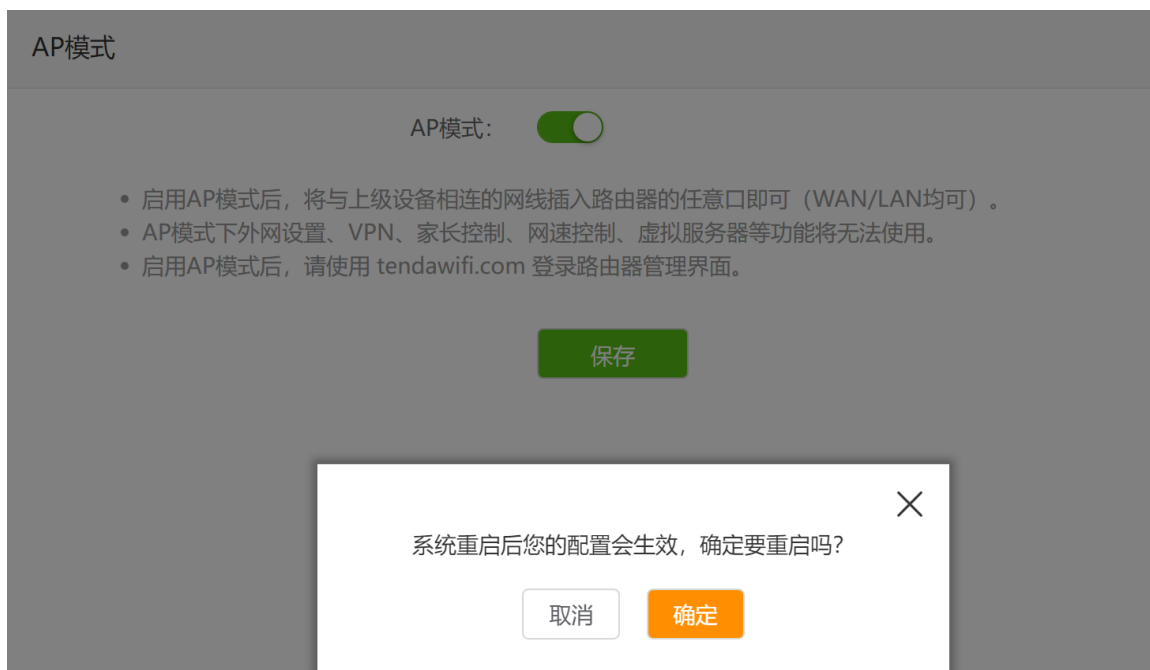 AP模式
AP模式：
启用AP模式后，将与上级设备相连的网线插入路由器的任意口即可（WAN/LAN均可）。
AP模式下外网设置、VPN、家长控制、网速控制、虚拟服务器等功能将无法使用。
启用AP模式后，请使用 tendawifi.com 登录路由器管理界面。
保存
系统重启后您的配置会生效，确定要重启吗？
取消 确定